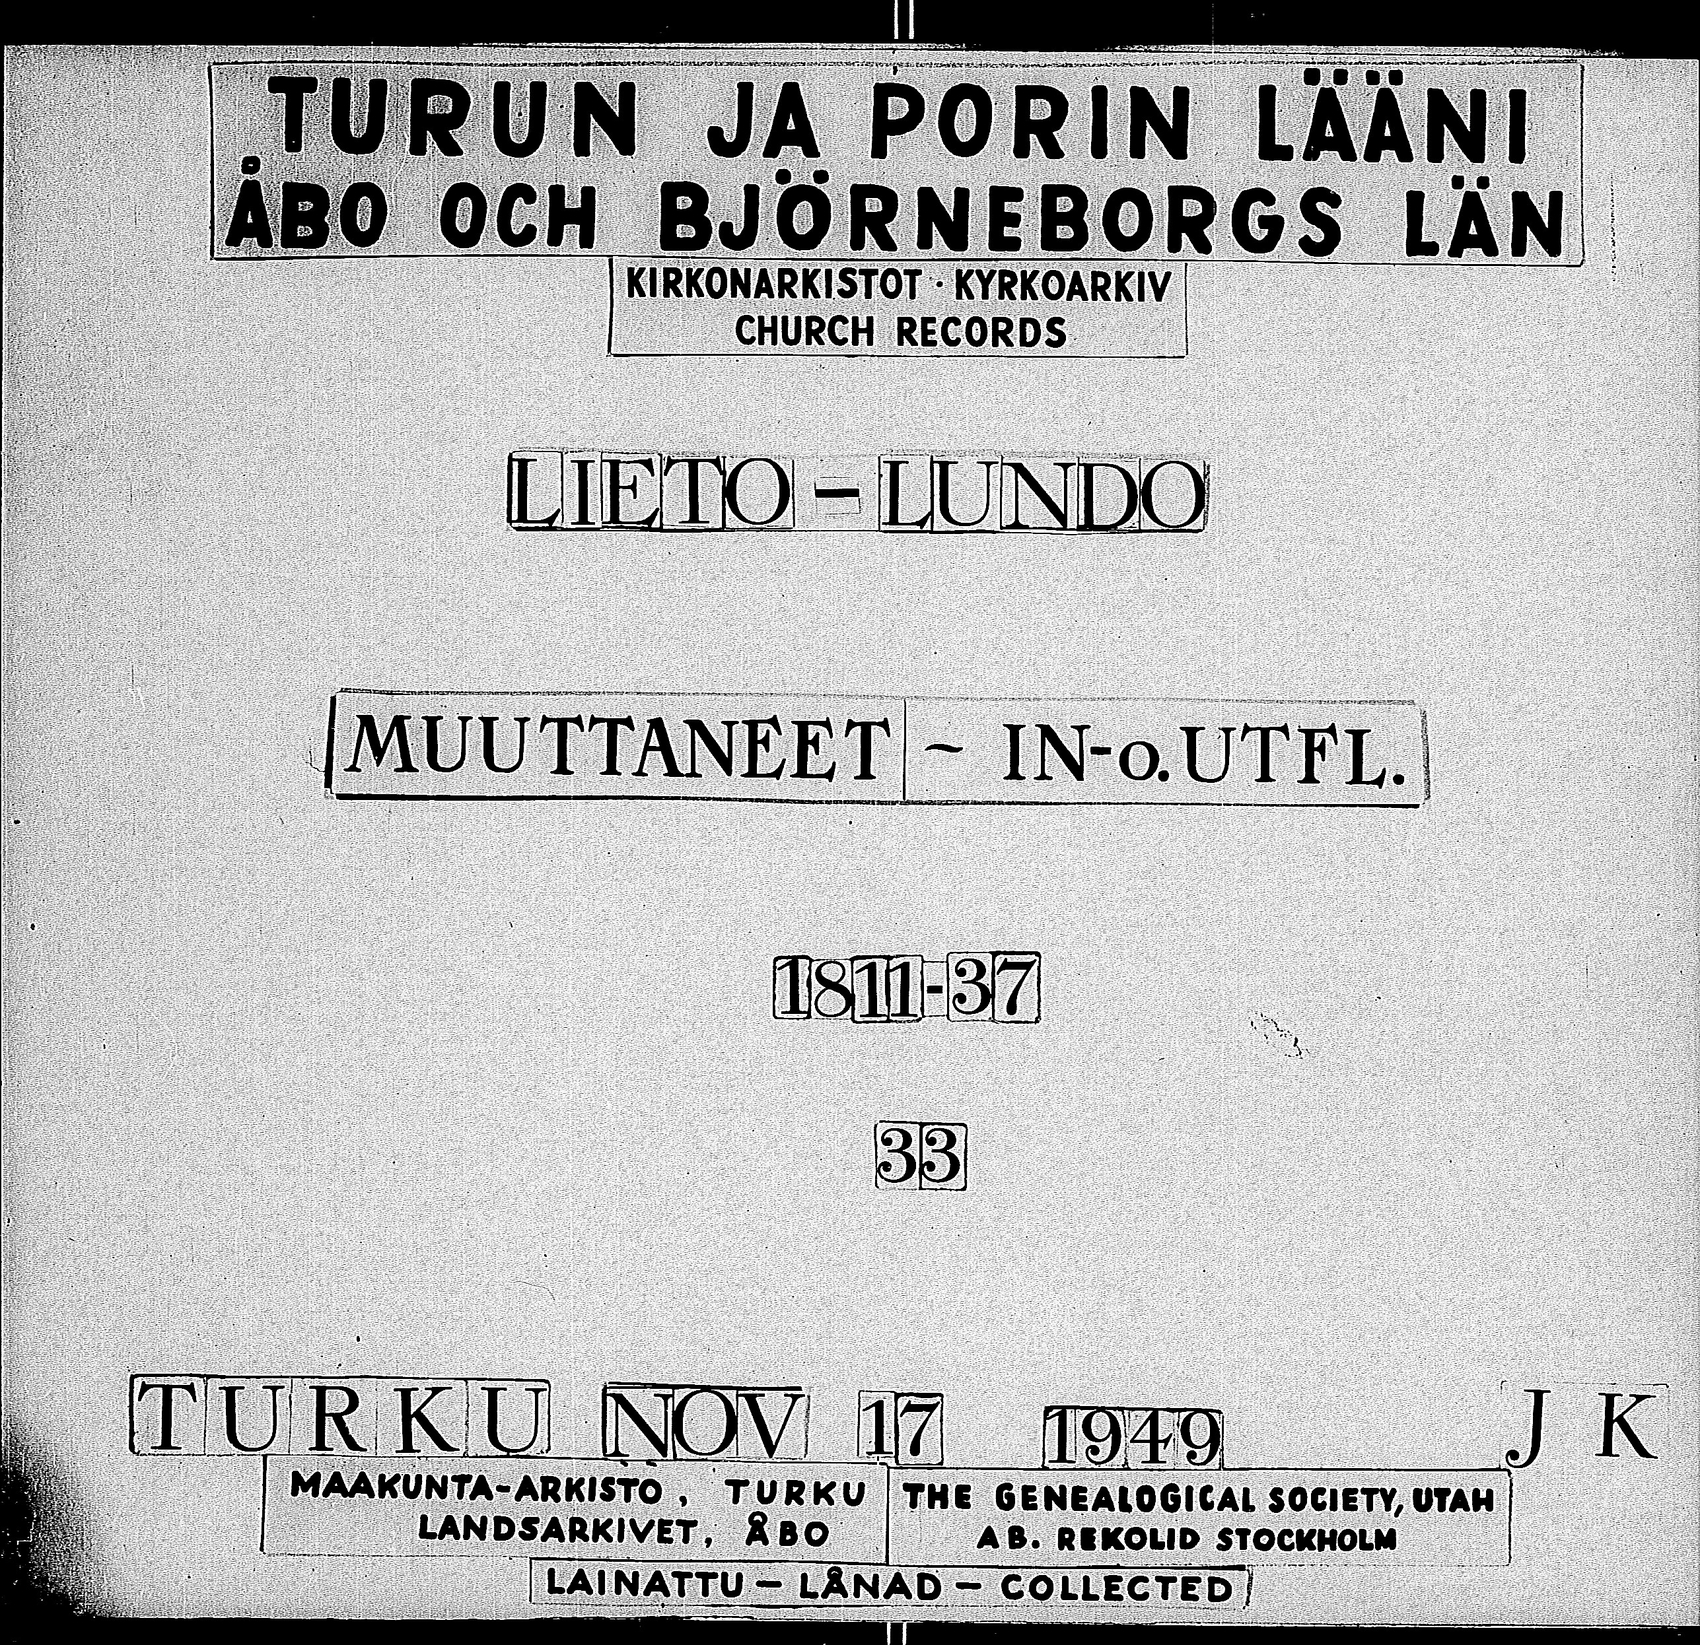 TURUN JA PORIN LÄÄNI
ÅBO OCH BJÖRNEBORGS LÄN
KIRKONARKISTOT · KYRKOARKIV
CHURCH RECORDS
LIETO – LUNDO
MUUTTANEET ~ IN-o.UTFL.
1811-37
33
TURKU NOV 17 1949 J K
MAAKUNTA-ARKISTO, TURKU
LANDSARKIVET, ÅBO
THE GENEALOGICAL SOCIETY, UTAH
AB. REKOLID STOCKHOLM
LAINATTU – LÅNAD – COLLECTED